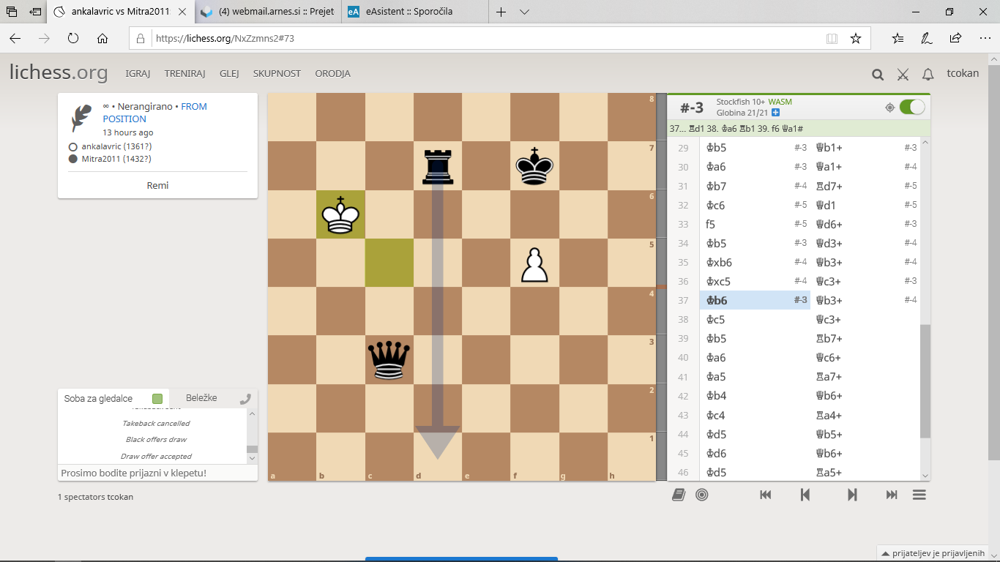 ankalavric vs Mitra2011:
(4) webmail.arnes.si :: Prejet
eA
eAsistent :: Sporočila
https://lichess.org/NxZzmns2#73
lichess.org
IGRAJ TRENIRAJ GLEJ SKUPNOST ORODJA
tcokan
∞ • Nerangirano • FROM
POSITION
13 hours ago
ankalavric (1361?)
Mitra2011 (1432?)
Remi
Soba za gledalce
Beležke
Takeback cancelled
Black offers draw
Draw offer accepted
Prosimo bodite prijazni v klepetu!
1 spectators tcokan
8
7
6
5
4
3
2
1
a b c d e f g h
#-3
Stockfish 10+ WASM
Globina 21/21
37... ♖d1 38. ♔a6 ♖b1 39. f6 ♕a1#
29 ♔b5 #-3 ♕b1+ #-3
30 ♔a6 #-3 ♕a1+ #-4
31 ♔b7 #-4 ♖d7+ #-5
32 ♔c6 #-5 ♕d1 #-5
33 f5 #-5 ♕d6+ #-3
34 ♔b5 #-3 ♕d3+ #-4
35 ♔xb6 #-4 ♕b3+ #-4
36 ♔xc5 #-4 ♕c3+ #-3
37 ♔b6 #-3 ♕b3+ #-4
38 ♔c5 ♕c3+
39 ♔b5 ♖b7+
40 ♔a6 ♕c6+
41 ♔a5 ♖a7+
42 ♔b4 ♕b6+
43 ♔c4 ♖a4+
44 ♔d5 ♕b5+
45 ♔d6 ♕b6+
46 ♔d5 ♖a5+
prijateljev je prijavljenih